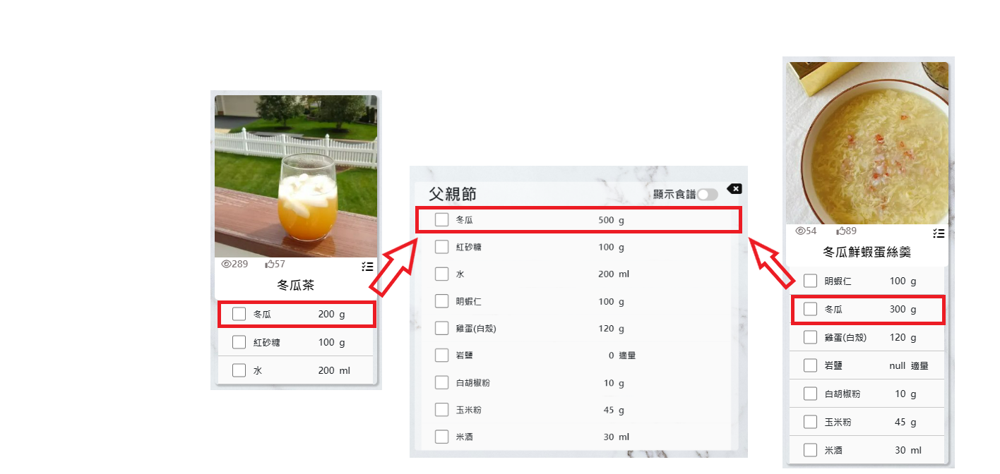 289 57
冬瓜茶
冬瓜 200 g
紅砂糖 100 g
水 200 ml
父親節 顯示食譜
冬瓜 500 g
紅砂糖 100 g
水 200 ml
明蝦仁 100 g
雞蛋(白殼) 120 g
岩鹽 0 適量
白胡椒粉 10 g
玉米粉 45 g
米酒 30 ml
54 89
冬瓜鮮蝦蛋絲羹
明蝦仁 100 g
冬瓜 300 g
雞蛋(白殼) 120 g
岩鹽 null 適量
白胡椒粉 10 g
玉米粉 45 g
米酒 30 ml